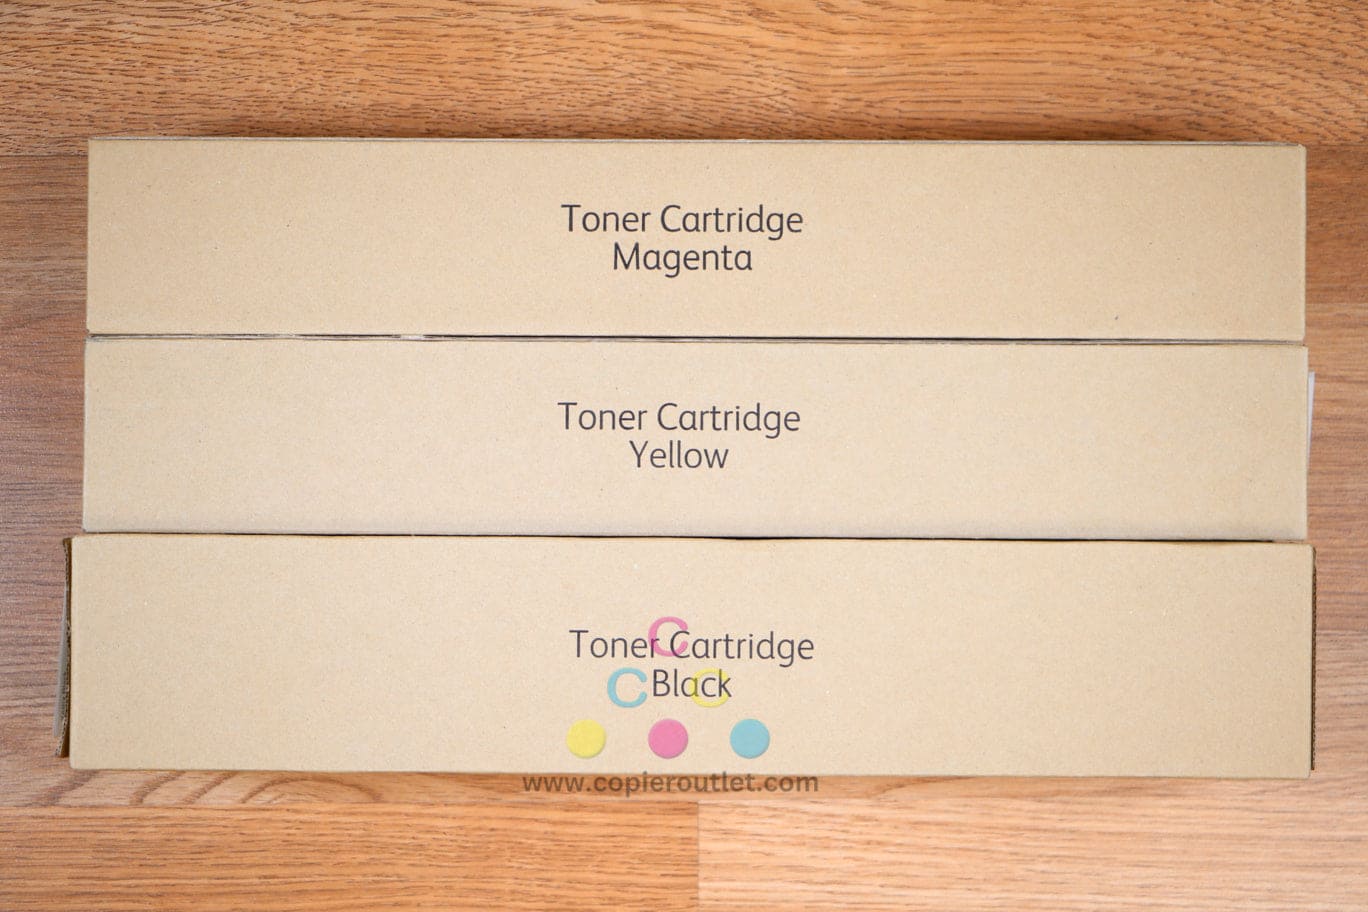 Toner Cartridge
Magenta
Toner Cartridge
Yellow
C
Toner Cartridge
C C
Black
www.copieroutlet.com